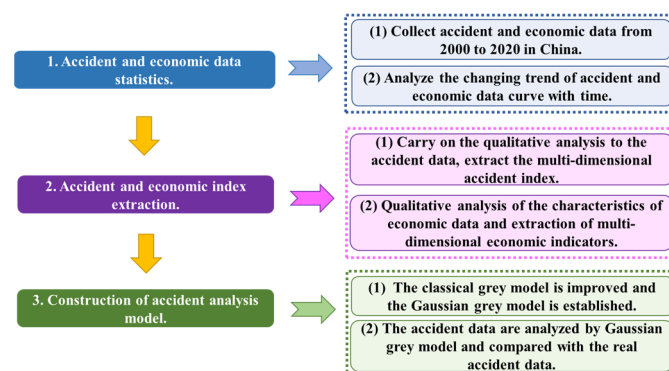 (1) Collect accident and economic data from
2000 to 2020 in China.
1. Accident and economic data
statistics.
(2) Analyze the changing trend of accident and
economic data curve with time.
(1) Carry on the qualitative analysis to the
accident data, extract the multi-dimensional
accident index.
2. Accident and economic index
extraction.
(2) Qualitative analysis of the characteristics of
economic data and extraction of multi-
dimensional economic indicators.
(1) The classical grey model is improved and
the Gaussian grey model is established.
3. Construction of accident analysis
model.
(2) The accident data are analyzed by Gaussian
grey model and compared with the real
accident data.